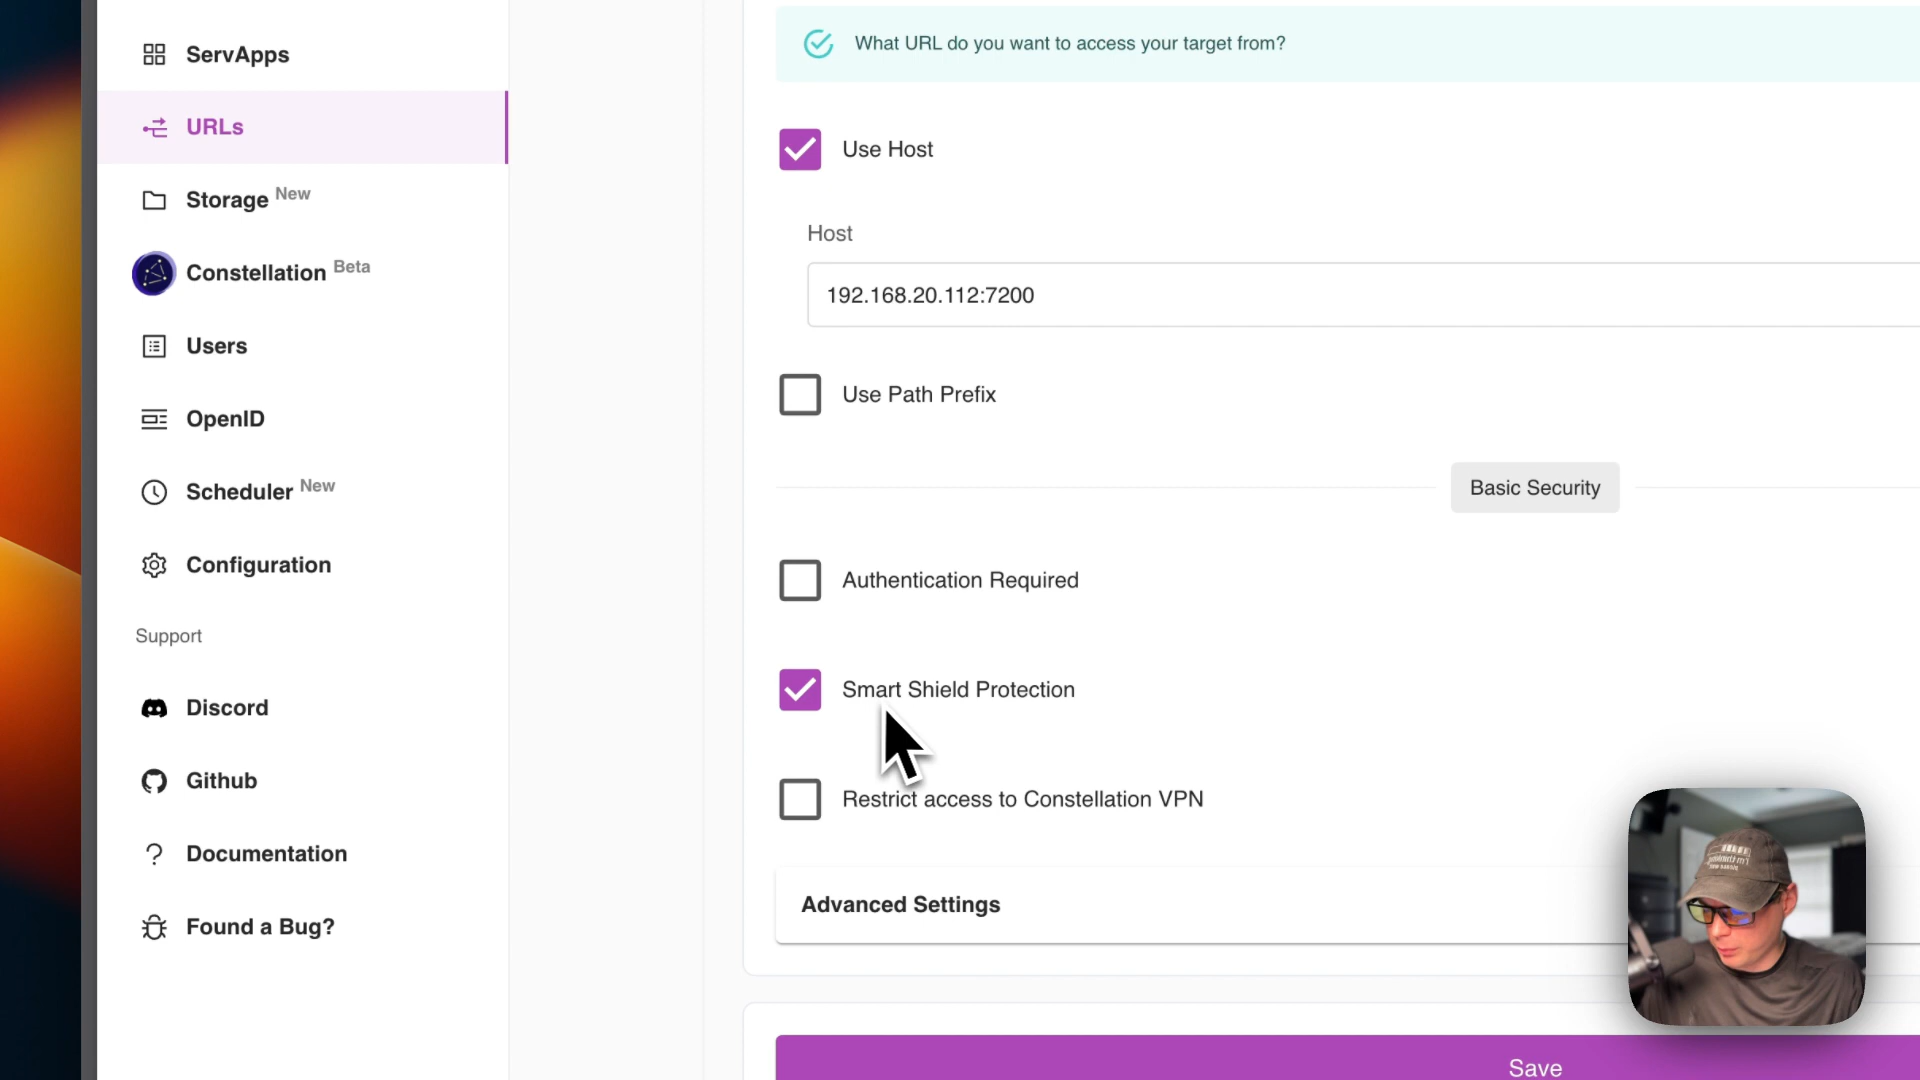 ServApps
URLs
Storage New
Constellation Beta
Users
OpenID
Scheduler New
Configuration
Support
Discord
Github
Documentation
Found a Bug?
What URL do you want to access your target from?
Use Host
Host
192.168.20.112:7200
Use Path Prefix
Basic Security
Authentication Required
Smart Shield Protection
Restrict access to Constellation VPN
Advanced Settings
Save